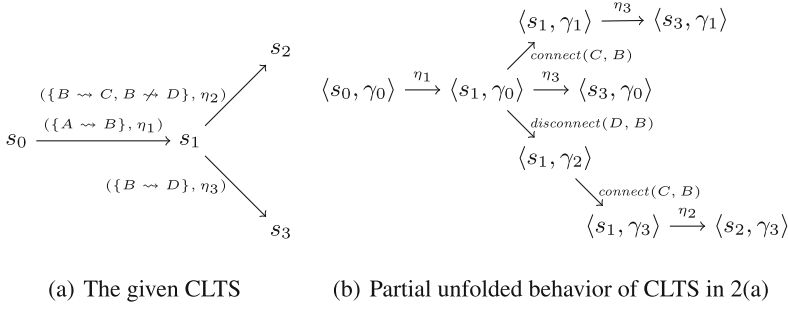 ⟨s₁, γ₁⟩ η₃ ⟨s₃, γ₁⟩
s₂
connect(C, B)
({B ⇝ C, B ⇝̸ D}, η₂)
⟨s₀, γ₀⟩ η₁ ⟨s₁, γ₀⟩ η₃ ⟨s₃, γ₀⟩
({A ⇝ B}, η₁)
disconnect(D, B)
s₀ s₁
⟨s₁, γ₂⟩
({B ⇝ D}, η₃)
connect(C, B)
s₃
⟨s₁, γ₃⟩ η₂ ⟨s₂, γ₃⟩
(a) The given CLTS
(b) Partial unfolded behavior of CLTS in 2(a)